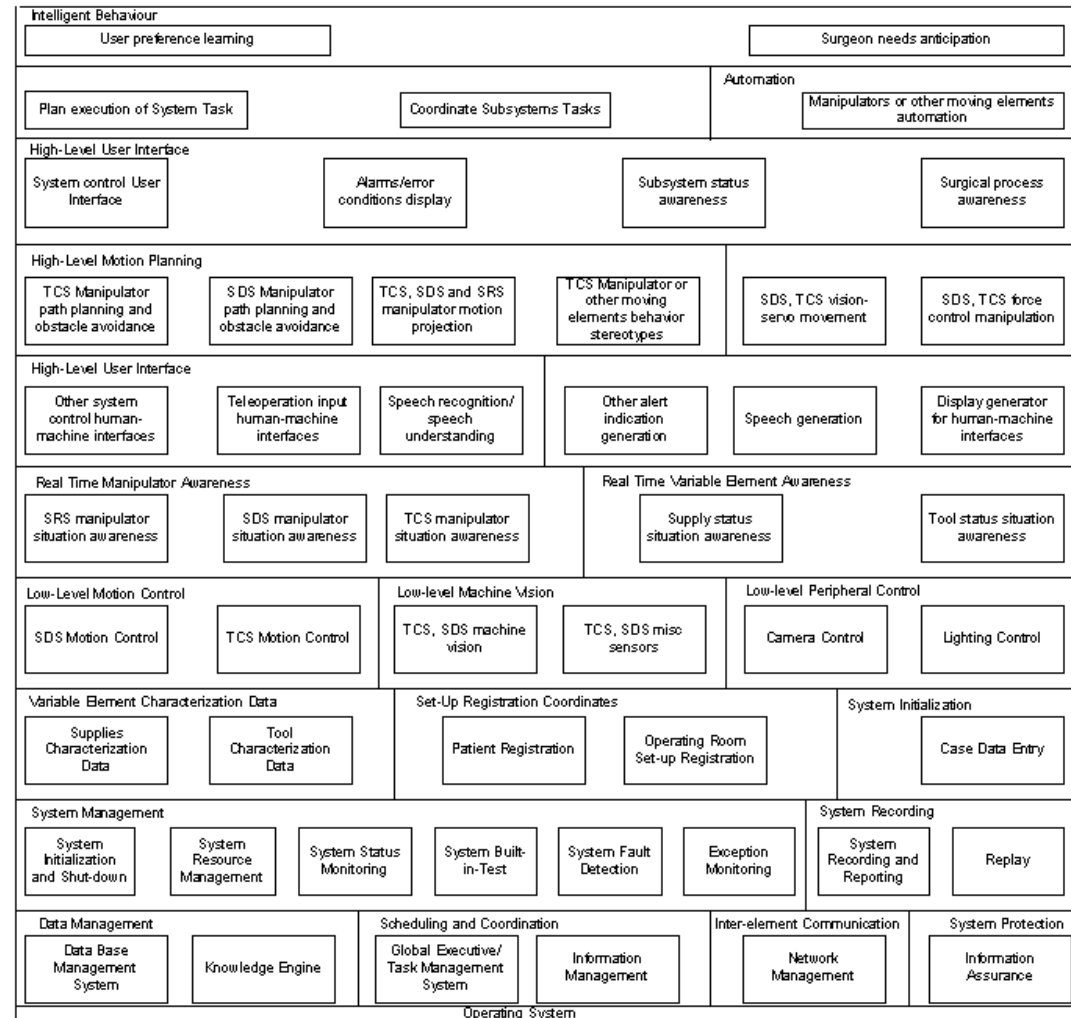 Intelligent Behaviour
User preference learning
Surgeon needs anticipation
Automation
Plan execution of System Task
Coordinate Subsystems Tasks
Manipulators or other moving elements
automation
High-Level User Interface
System control User
Interface
Alarms/error
conditions display
Subsystem status
awareness
Surgical process
awareness
High-Level Motion Planning
TCS Manipulator
path planning and
obstacle avoidance
SDS Manipulator
path planning and
obstacle avoidance
TCS, SDS and SRS
manipulator motion
projection
TCS Manipulator or
other moving
elements behavior
stereotypes
SDS, TCS vision-
servo movement
SDS, TCS force
control manipulation
High-Level User Interface
Other system
control human-
machine interfaces
Teleoperation input
human-machine
interfaces
Speech recognition/
speech
understanding
Other alert
indication
generation
Speech generation
Display generator
for human-machine
interfaces
Real Time Manipulator Awareness
Real Time Variable Element Awareness
SRS manipulator
situation awareness
SDS manipulator
situation awareness
TCS manipulator
situation awareness
Supply status
situation awareness
Tool status situation
awareness
Low-Level Motion Control
Low-level Machine Vision
Low-level Peripheral Control
SDS Motion Control
TCS Motion Control
TCS, SDS machine
vision
TCS, SDS misc
sensors
Camera Control
Lighting Control
Variable Element Characterization Data
Set-Up Registration Coordinates
System Initialization
Supplies
Characterization
Data
Tool
Characterization
Data
Patient Registration
Operating Room
Set-up Registration
Case Data Entry
System Management
System Recording
System
Initialization
and Shut-down
System
Resource
Management
System Status
Monitoring
System Built-
in-Test
System Fault
Detection
Exception
Monitoring
System
Recording and
Reporting
Replay
Data Management
Scheduling and Coordination
Inter-element Communication
System Protection
Data Base
Management
System
Knowledge Engine
Global Executive/
Task Management
System
Information
Management
Network
Management
Information
Assurance
Operating System